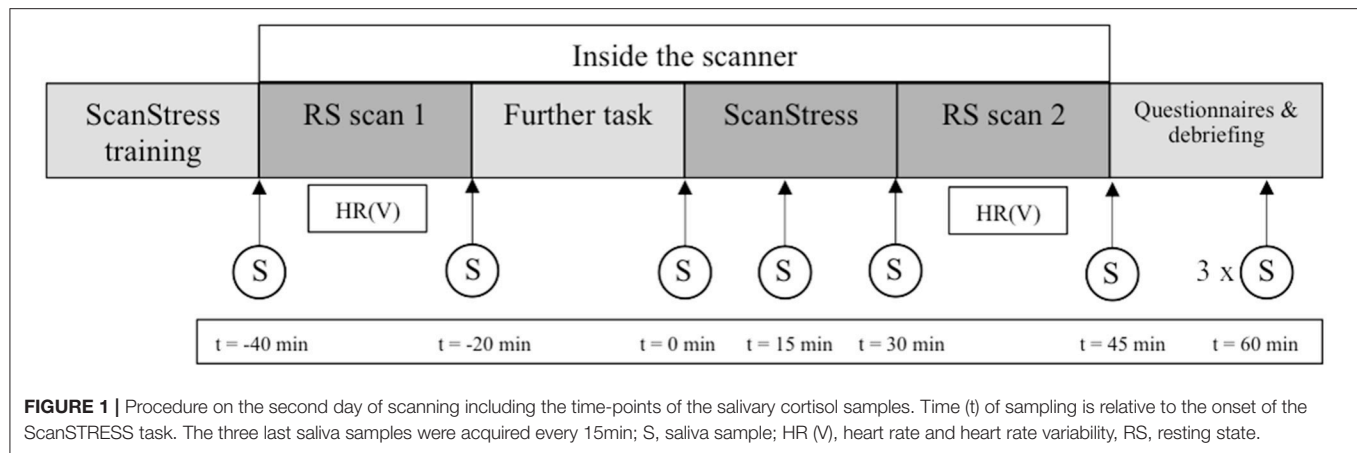 Inside the scanner
ScanStress training
RS scan 1
Further task
ScanStress
RS scan 2
Questionnaires & debriefing
HR(V)
HR(V)
S
S
S
S
S
S
3 x S
t = -40 min
t = -20 min
t = 0 min
t = 15 min
t = 30 min
t = 45 min
t = 60 min
FIGURE 1 | Procedure on the second day of scanning including the time-points of the salivary cortisol samples. Time (t) of sampling is relative to the onset of the
ScanSTRESS task. The three last saliva samples were acquired every 15min; S, saliva sample; HR (V), heart rate and heart rate variability, RS, resting state.